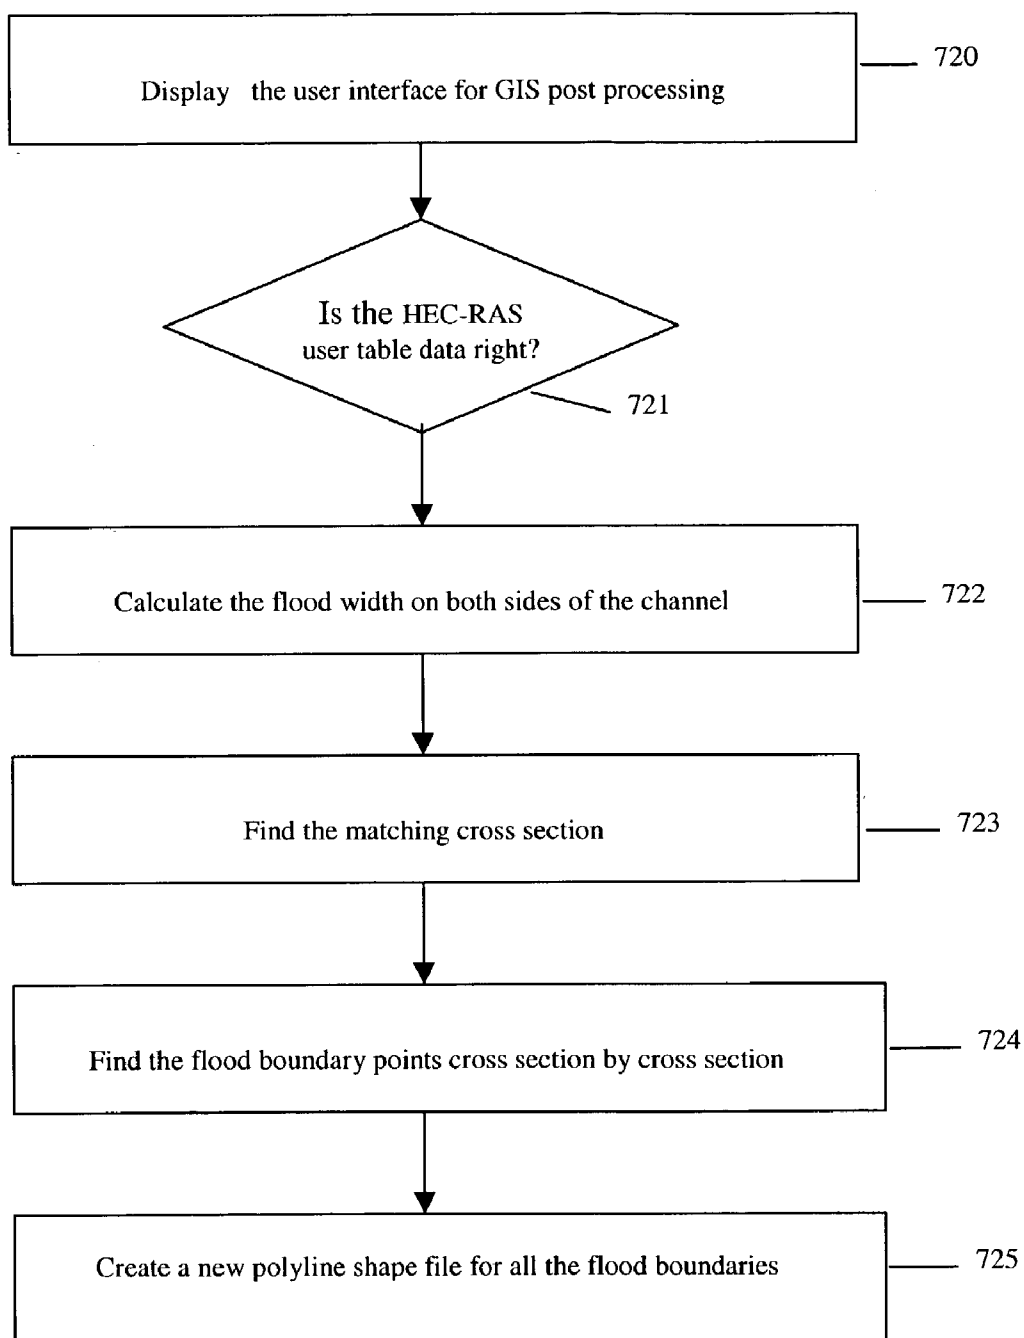 720
Display the user interface for GIS post processing
Is the HEC-RAS
user table data right?
721
722
Calculate the flood width on both sides of the channel
723
Find the matching cross section
724
Find the flood boundary points cross section by cross section
725
Create a new polyline shape file for all the flood boundaries